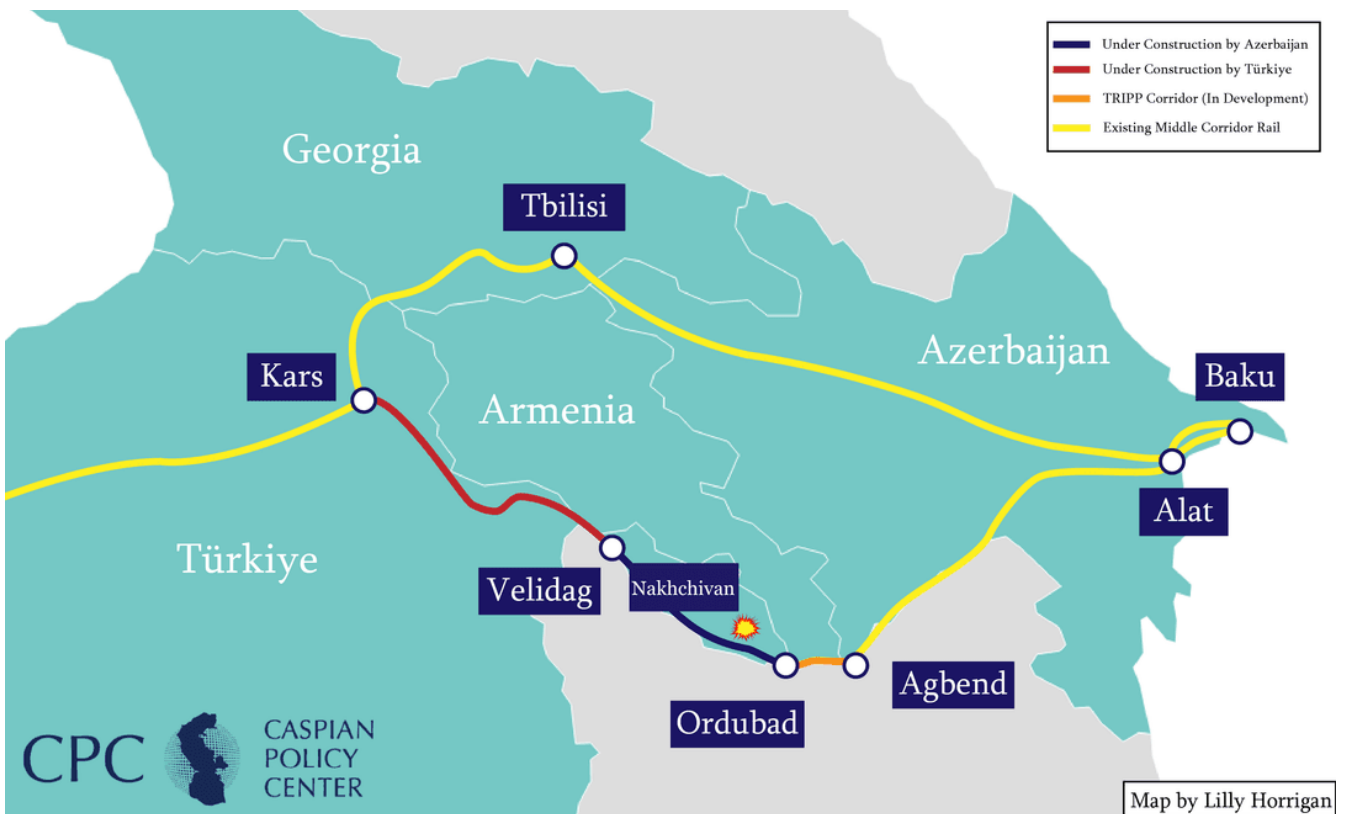 Under Construction by Azerbaijan
Under Construction by Türkiye
TRIPP Corridor (In Development)
Existing Middle Corridor Rail
Georgia
Tbilisi
Azerbaijan
Baku
Kars
Armenia
Alat
Türkiye
Velidag
Nakhchivan
Agbend
Ordubad
CPC
CASPIAN
POLICY
CENTER
Map by Lilly Horrigan